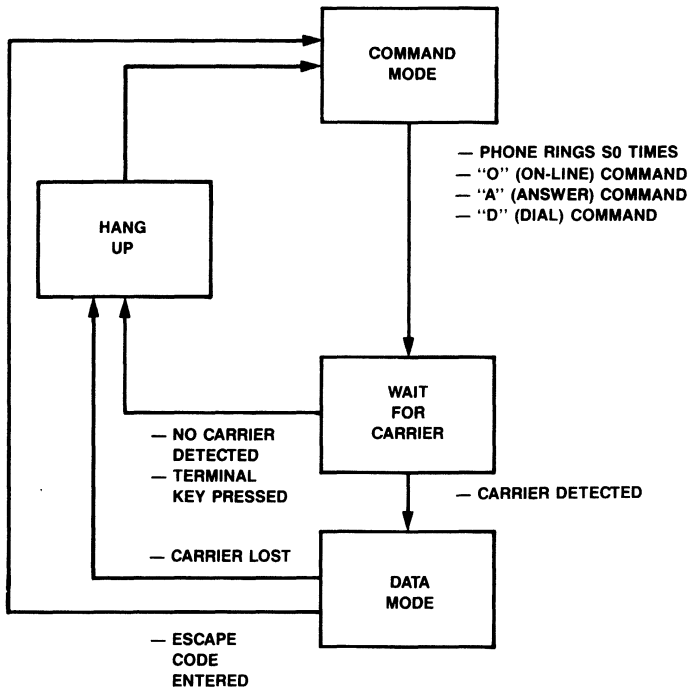 COMMAND
MODE
— PHONE RINGS S0 TIMES
— “O” (ON-LINE) COMMAND
— “A” (ANSWER) COMMAND
— “D” (DIAL) COMMAND
HANG
UP
WAIT
FOR
CARRIER
— NO CARRIER
DETECTED
— TERMINAL
KEY PRESSED
— CARRIER DETECTED
— CARRIER LOST
DATA
MODE
— ESCAPE
CODE
ENTERED